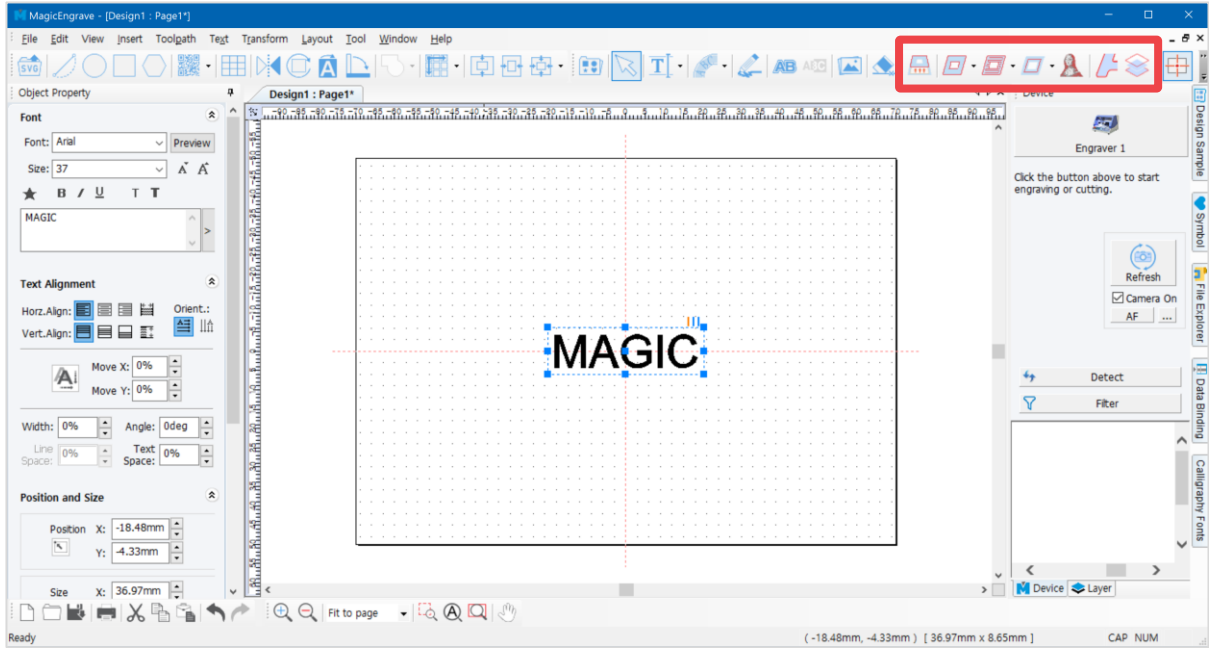 MagicEngrave - [Design1 : Page1*]
File Edit View Insert Toolpath Text Transform Layout Tool Window Help
SVG A T AB
Object Property
Design1 : Page1*
Device
Font
Font: Arial Preview
Size: 37 A A
B / U T T
MAGIC
>
Text Alignment
Horz.Align: Orient.:
Vert.Align:
Move X: 0%
Move Y: 0%
Width: 0% Angle: 0deg
Line Space: 0% Text Space: 0%
Position and Size
Position X: -18.48mm
Y: -4.33mm
Size X: 36.97mm
MAGIC
Engraver 1
Click the button above to start
engraving or cutting.
Refresh
Camera On
AF ...
Detect
Filter
Device Layer
Design Sample
Symbol
File Explorer
Data Binding
Calligraphy Fonts
Fit to page
Ready ( -18.48mm, -4.33mm ) [ 36.97mm x 8.65mm ] CAP NUM